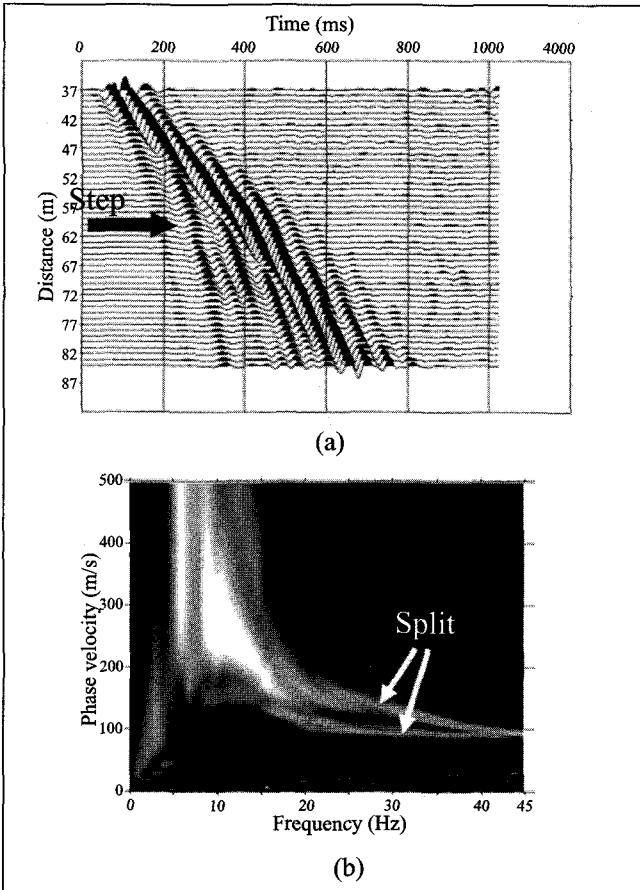 Time (ms)
0 200 400 600 800 1000 4000
Distance (m)
37
42
47
52
57
62
67
72
77
82
87
Step
(a)
Phase velocity (m/s)
500
400
300
200
100
0
Split
0 10 20 30 40 45
Frequency (Hz)
(b)